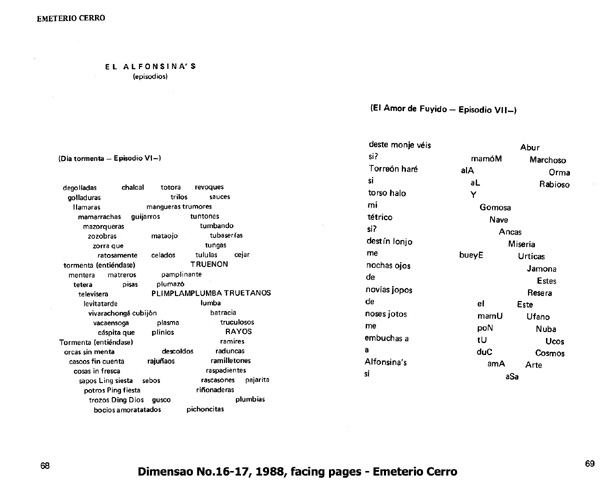 EMETERIO CERRO
EL ALFONSINA'S
(episodios)
(Dia tormenta — Episodio VI—)
degolladas chalcal totora revoques
golladuras trilos sauces
llamaras mangueras trumores
mamarrachas guijarros tuntones
mazorqueras tumbando
zozobras mataojo tubaserías
zorra que tungas
ratosamente celados tululas cejar
tormenta (entiéndase) TRUENON
mentera matreros pamplinante
tetera pisas plumazó
televisera PLIMPLAMPLUMBA TRUETANOS
levitatarde lumba
vivarachongá cubijón batracia
vacaensoga plasma truculosos
cáspita que plinios RAYOS
Tormenta (entiéndase) ramires
orcas sin menta descoldos raduncas
cascos fin cuenta rajuñaos ramilletones
cosas in fresca raspadientes
sapos Ling siesta sebos rascasones pajarita
potros Ping fiesta riñonaderas
trozos Ding Dios gusco plumbías
bocios amoratatados pichoncitas
68
(El Amor de Fuyido — Episodio VII—)
deste monje véis Abur
si? mamóM Marchoso
Torreón haré alA Orma
si aL Rabioso
torso halo Y
mi Gomosa
tétrico Nave
si? Ancas
destín lonjo Miseria
me bueyE Urticas
nochas ojos Jamona
de Estes
novias jopos Resera
de el Este
noses jotos mamU Ufano
me poN Nuba
embuchas a tU Ucos
a duC Cosmos
Alfonsina's amA Arte
si aSa
69
Dimensao No.16-17, 1988, facing pages - Emeterio Cerro